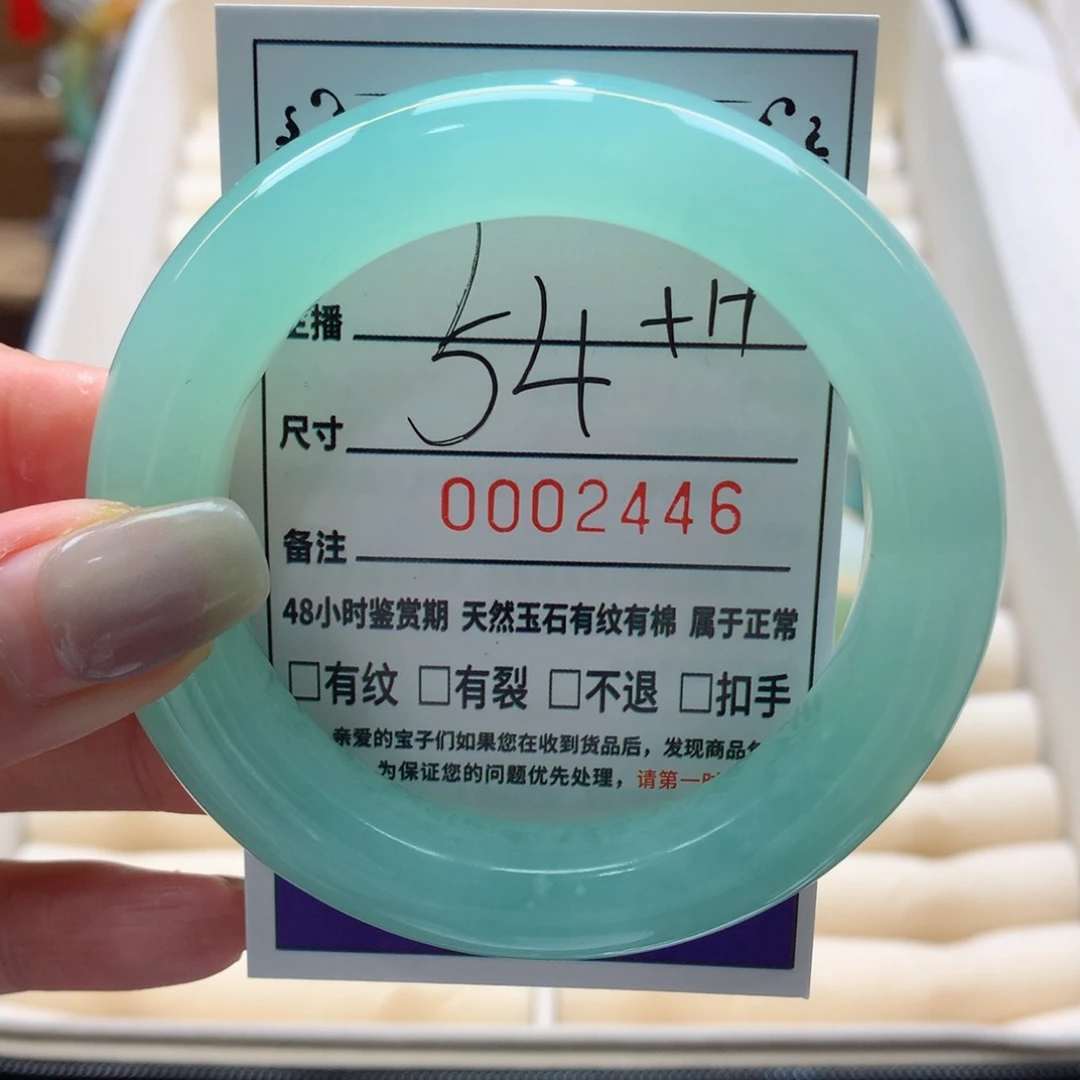 主播 54 +17
尺寸
0002446
备注
48小时鉴赏期 天然玉石有纹有棉 属于正常
□有纹 □有裂 □不退 □扣手
亲爱的宝子们如果您在收到货品后，发现商品
为保证您的问题优先处理，请第一时